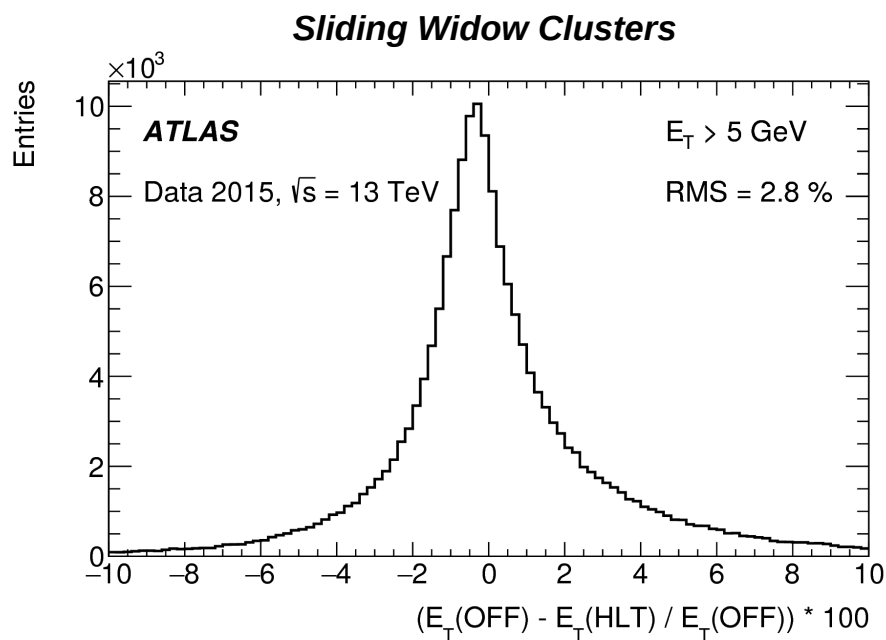 Sliding Widow Clusters
×10³
Entries
10
8
6
4
2
0
ATLAS
Data 2015, √s = 13 TeV
E_T > 5 GeV
RMS = 2.8 %
−10 −8 −6 −4 −2 0 2 4 6 8 10
(E_T(OFF) - E_T(HLT) / E_T(OFF)) * 100